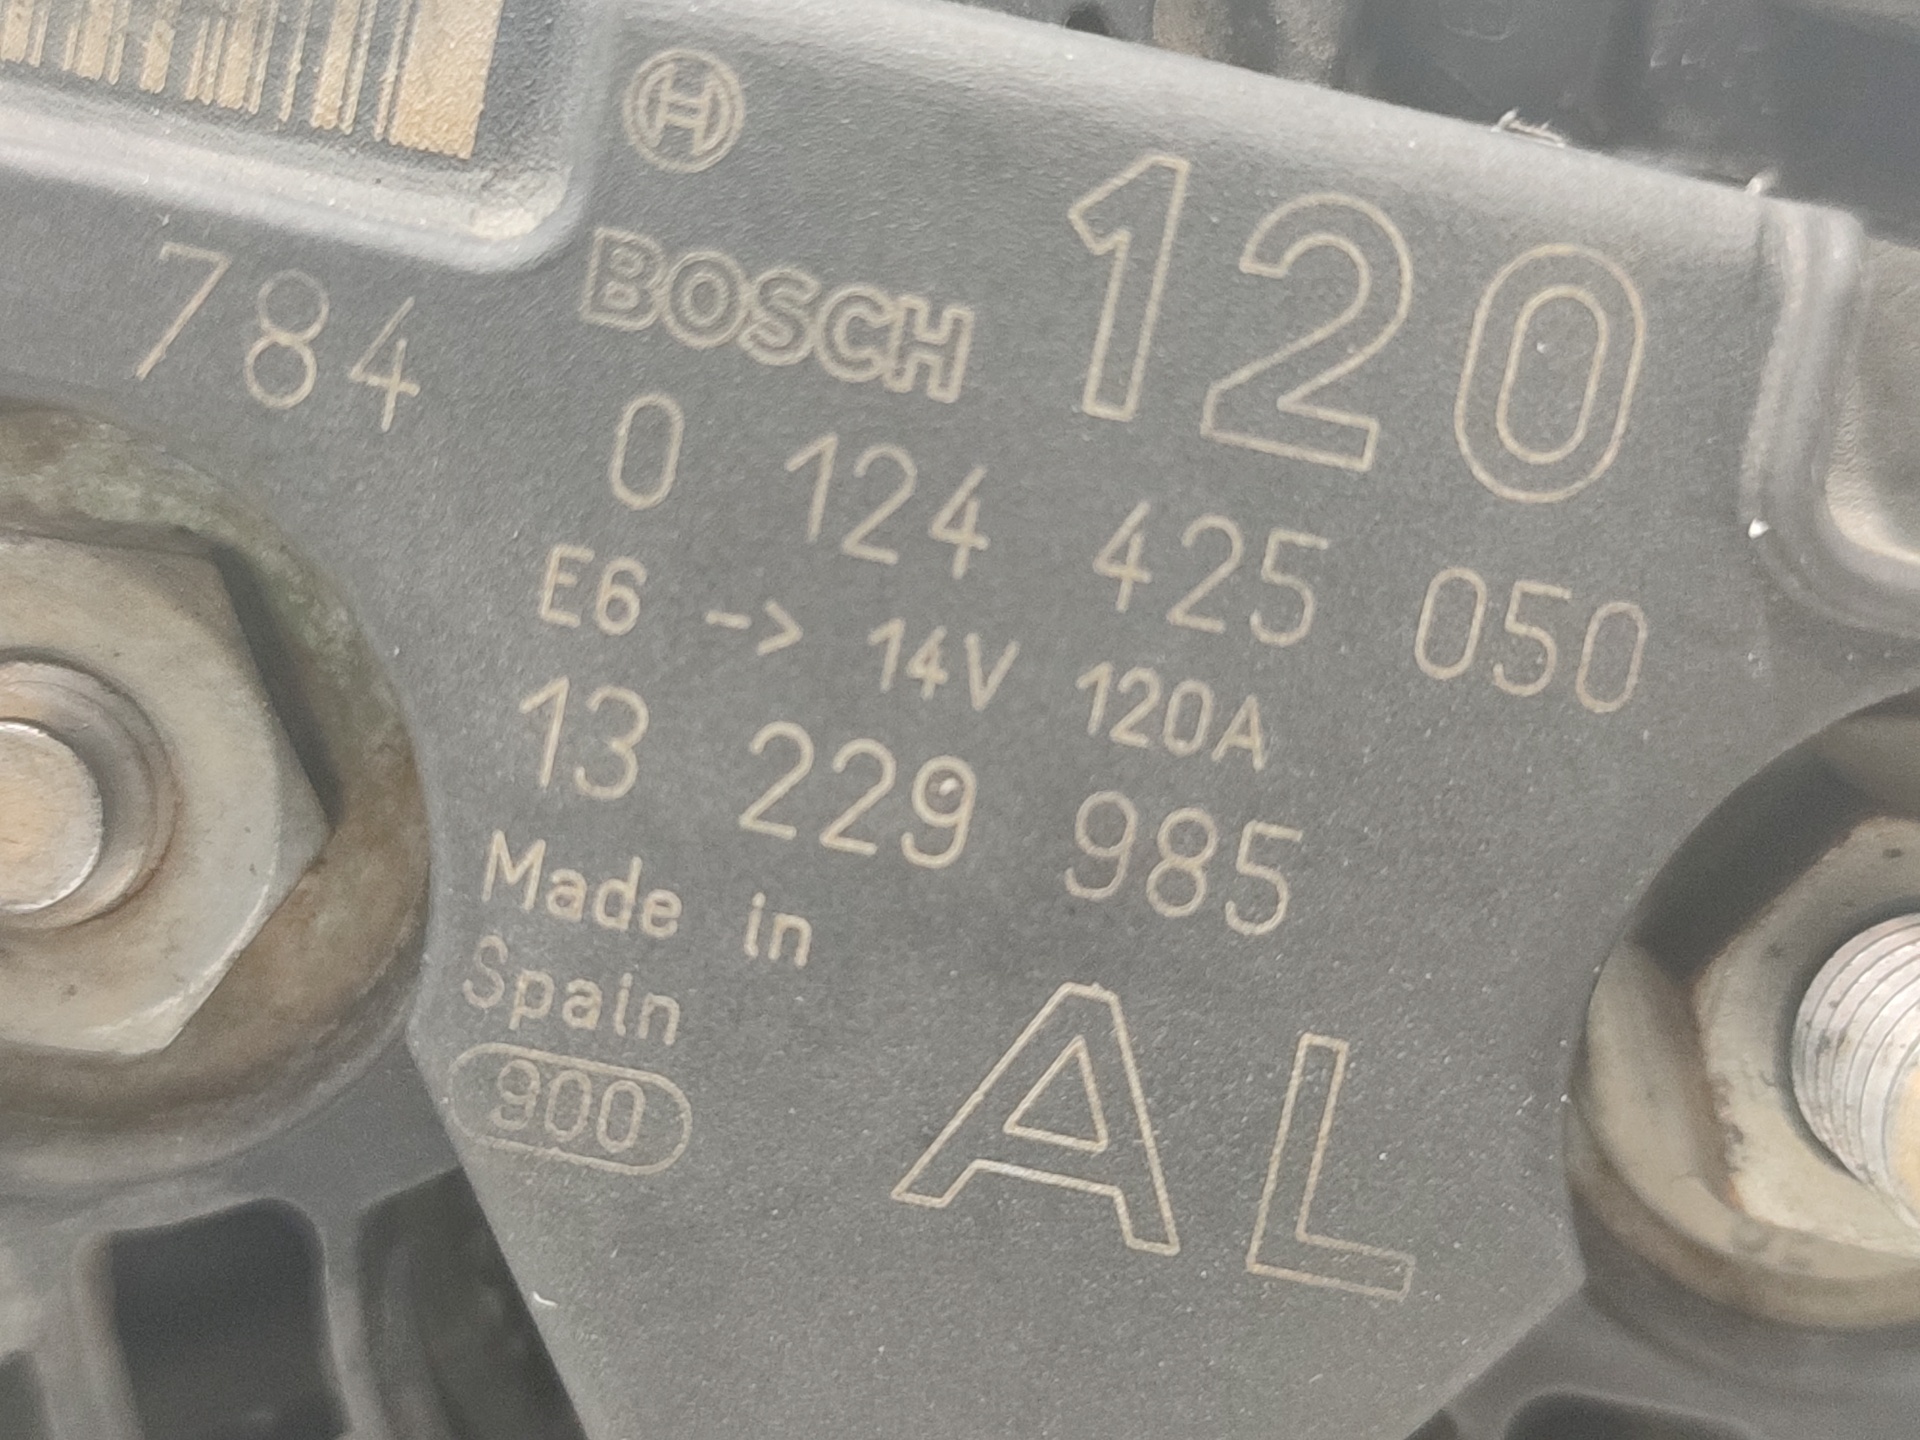 BOSCH 120
784
0 124 425 050
E6 -> 14V 120A
13 229 985
Made in
Spain
900
AL